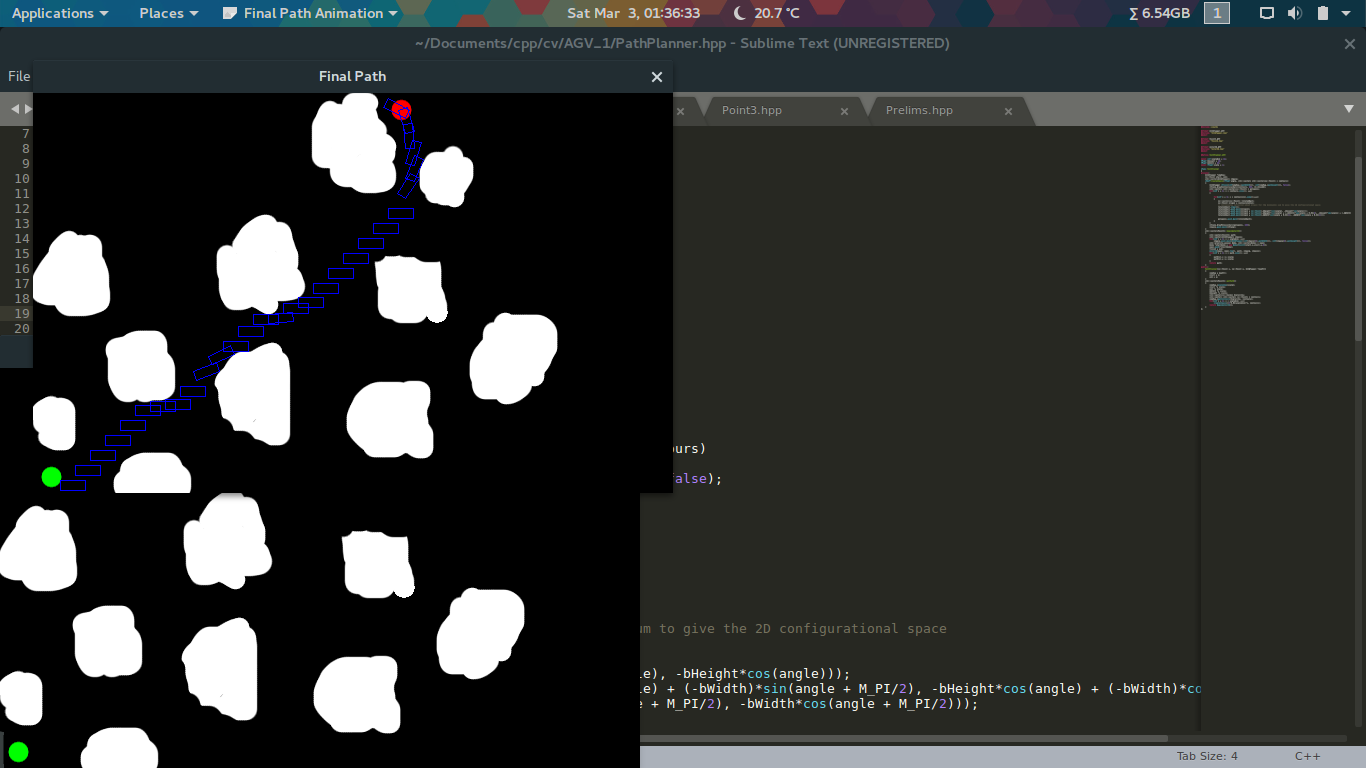 Applications Places Final Path Animation Sat Mar 3, 01:36:33 20.7 °C ∑ 6.54GB 1
~/Documents/cpp/cv/AGV_1/PathPlanner.hpp - Sublime Text (UNREGISTERED)
File
Final Path
Point3.hpp Prelims.hpp
7
8
9
10
11
12
13
14
15
16
17
18
19
20
ours)
alse);
um to give the 2D configurational space
le), -bHeight*cos(angle)));
le) + (-bWidth)*sin(angle + M_PI/2), -bHeight*cos(angle) + (-bWidth)*co
e + M_PI/2), -bWidth*cos(angle + M_PI/2)));
Tab Size: 4 C++